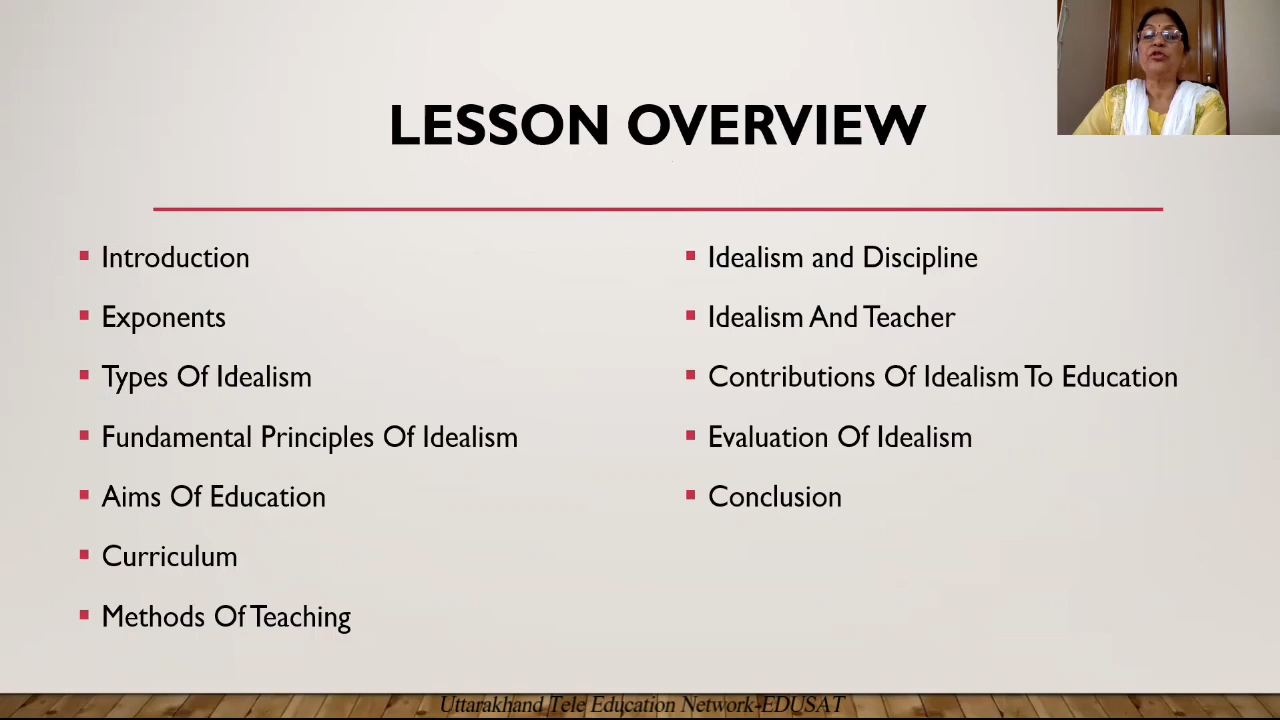 LESSON OVERVIEW
Introduction
Exponents
Types Of Idealism
Fundamental Principles Of Idealism
Aims Of Education
Curriculum
Methods Of Teaching
Idealism and Discipline
Idealism And Teacher
Contributions Of Idealism To Education
Evaluation Of Idealism
Conclusion
Uttarakhand Tele Education Network-EDUSAT